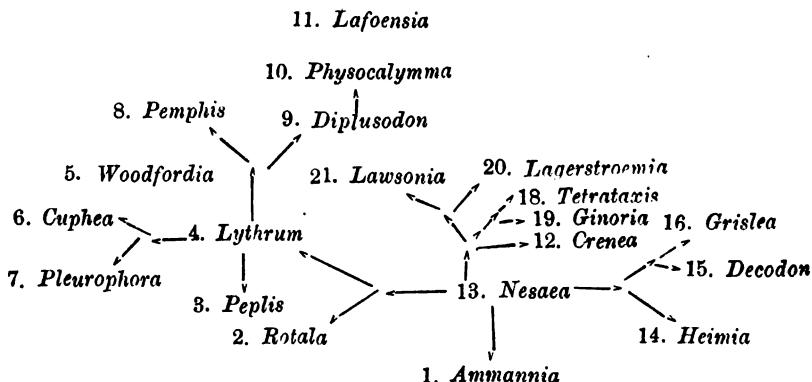 11. Lafoensia
10. Physocalymma
8. Pemphis
9. Diplusodon
5. Woodfordia
21. Lawsonia
20. Lagerstroemia
18. Tetrataxis
19. Ginoria
16. Grislea
6. Cuphea
4. Lythrum
12. Crenea
15. Decodon
7. Pleurophora
3. Peplis
13. Nesaea
2. Rotala
14. Heimia
1. Ammannia